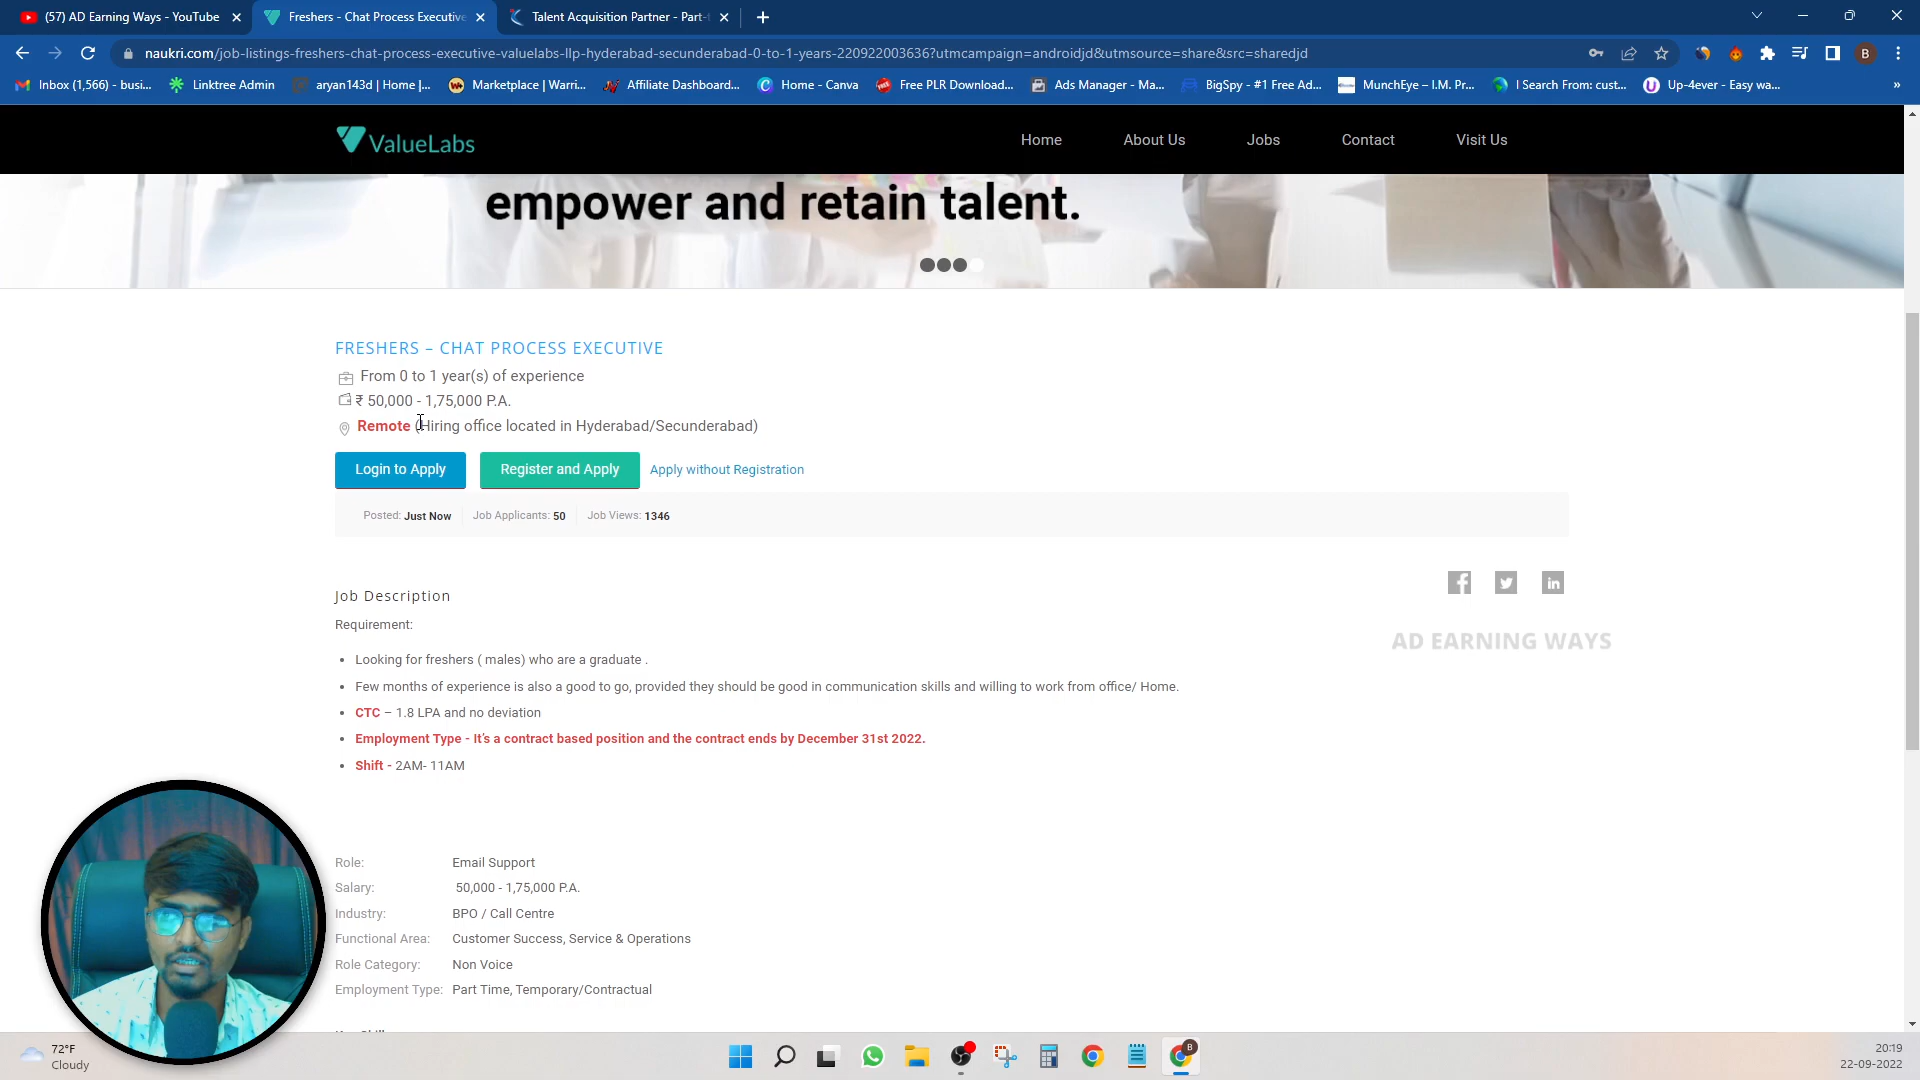 (57) AD Earning Ways - YouTube
Freshers - Chat Process Executive
Talent Acquisition Partner - Part-t
naukri.com/job-listings-freshers-chat-process-executive-valuelabs-llp-hyderabad-secunderabad-0-to-1-years-220922003636?utmcampaign=androidjd&utmsource=share&src=sharedjd
B
Inbox (1,566) - busi...
Linktree Admin
aryan143d | Home |...
Marketplace | Warri...
Affiliate Dashboard...
Home - Canva
Free PLR Download...
Ads Manager - Ma...
BigSpy - #1 Free Ad...
MunchEye – I.M. Pr...
I Search From: cust...
Up-4ever - Easy wa...
»
ValueLabs
Home
About Us
Jobs
Contact
Visit Us
empower and retain talent.
FRESHERS – CHAT PROCESS EXECUTIVE
From 0 to 1 year(s) of experience
₹ 50,000 - 1,75,000 P.A.
Remote (Hiring office located in Hyderabad/Secunderabad)
Login to Apply
Register and Apply
Apply without Registration
Posted: Just Now
Job Applicants: 50
Job Views: 1346
Job Description
AD EARNING WAYS
Requirement:
• Looking for freshers ( males) who are a graduate .
• Few months of experience is also a good to go, provided they should be good in communication skills and willing to work from office/ Home.
• CTC – 1.8 LPA and no deviation
• Employment Type - It's a contract based position and the contract ends by December 31st 2022.
• Shift - 2AM- 11AM
Role: Email Support
Salary: 50,000 - 1,75,000 P.A.
Industry: BPO / Call Centre
Functional Area: Customer Success, Service & Operations
Role Category: Non Voice
Employment Type: Part Time, Temporary/Contractual
72°F
Cloudy
B
20:19
22-09-2022